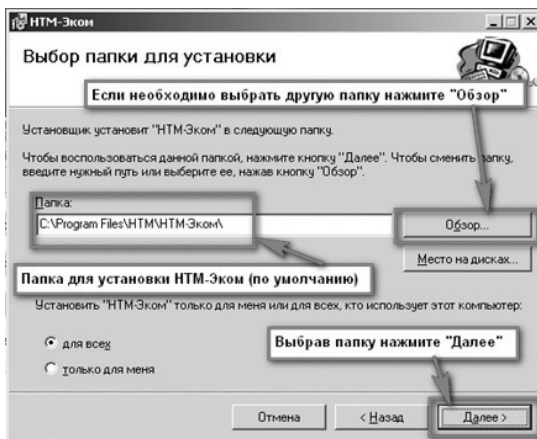 НТМ-Эком
Выбор папки для установки
Если необходимо выбрать другую папку нажмите "Обзор"
Установщик установит "НТМ-Эком" в следующую папку.
Чтобы воспользоваться данной папкой, нажмите кнопку "Далее". Чтобы сменить папку,
введите нужный путь или выберите ее, нажав кнопку "Обзор".
Папка:
C:\Program Files\НТМ\НТМ-Эком\
Обзор...
Место на дисках...
Папка для установки НТМ-Эком (по умолчанию)
Установить "НТМ-Эком" только для меня или для всех, кто использует этот компьютер:
для всех
только для меня
Выбрав папку нажмите "Далее"
Отмена
< Назад
Далее >